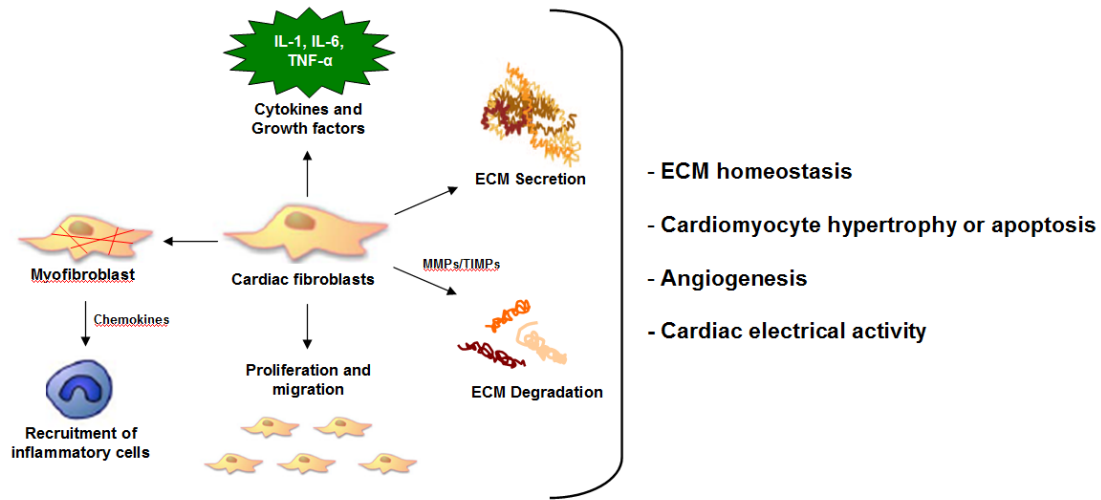 IL-1, IL-6,
TNF-α
Cytokines and
Growth factors
ECM Secretion
Myofibroblast
Cardiac fibroblasts
MMPs/TIMPs
Chemokines
Proliferation and
migration
ECM Degradation
Recruitment of
inflammatory cells
- ECM homeostasis
- Cardiomyocyte hypertrophy or apoptosis
- Angiogenesis
- Cardiac electrical activity